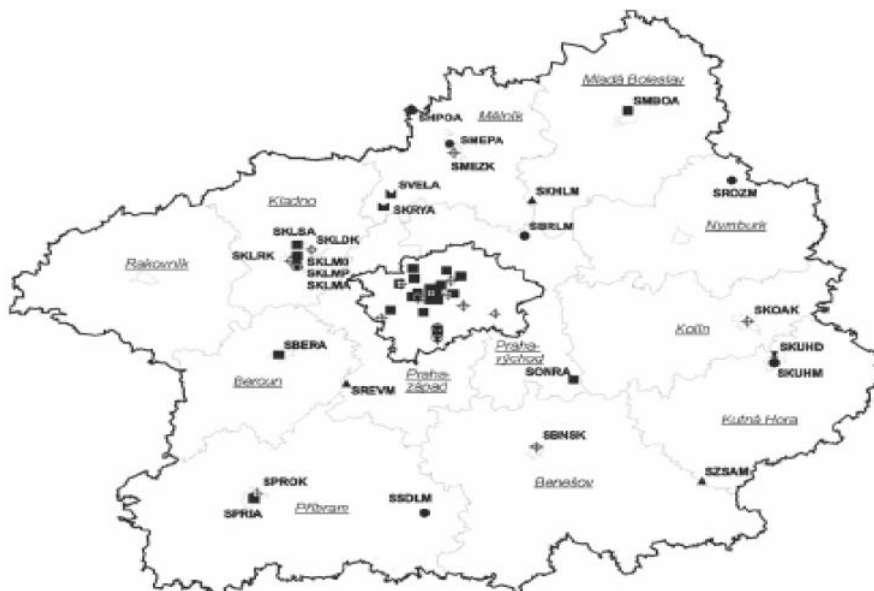 Mladá Boleslav
SMBOA
SHPOA
Mělník
SMEPA
SMEZK
SVELA
SKHLM
SROZM
Kladno
SKRYA
SBRLM
Nymburk
SKLSA
SKLDK
Rakovník
SKLRK
SKLM0
SKLMP
SKLMA
SKOAK
Kolín
SBERA
Praha-
východ
SKUHD
SKUHM
Beroun
SREVM
Praha-
západ
SONRA
Kutná Hora
SBNSK
SPROK
Benešov
SZSAM
SPRIA
Příbram
SSDLM